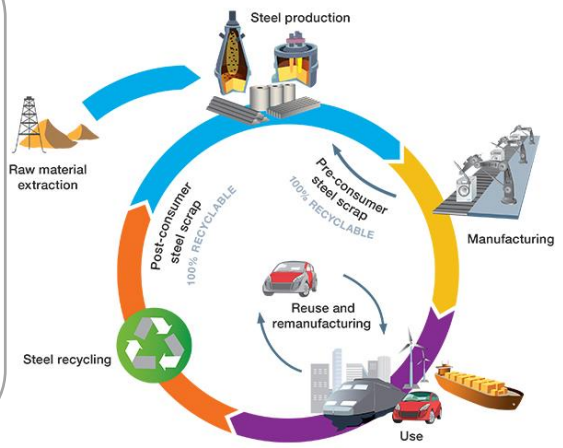 Steel production
Raw material
extraction
Pre-consumer
steel scrap
100% RECYCLABLE
Manufacturing
Post-consumer
steel scrap
100% RECYCLABLE
Reuse and
remanufacturing
Steel recycling
Use